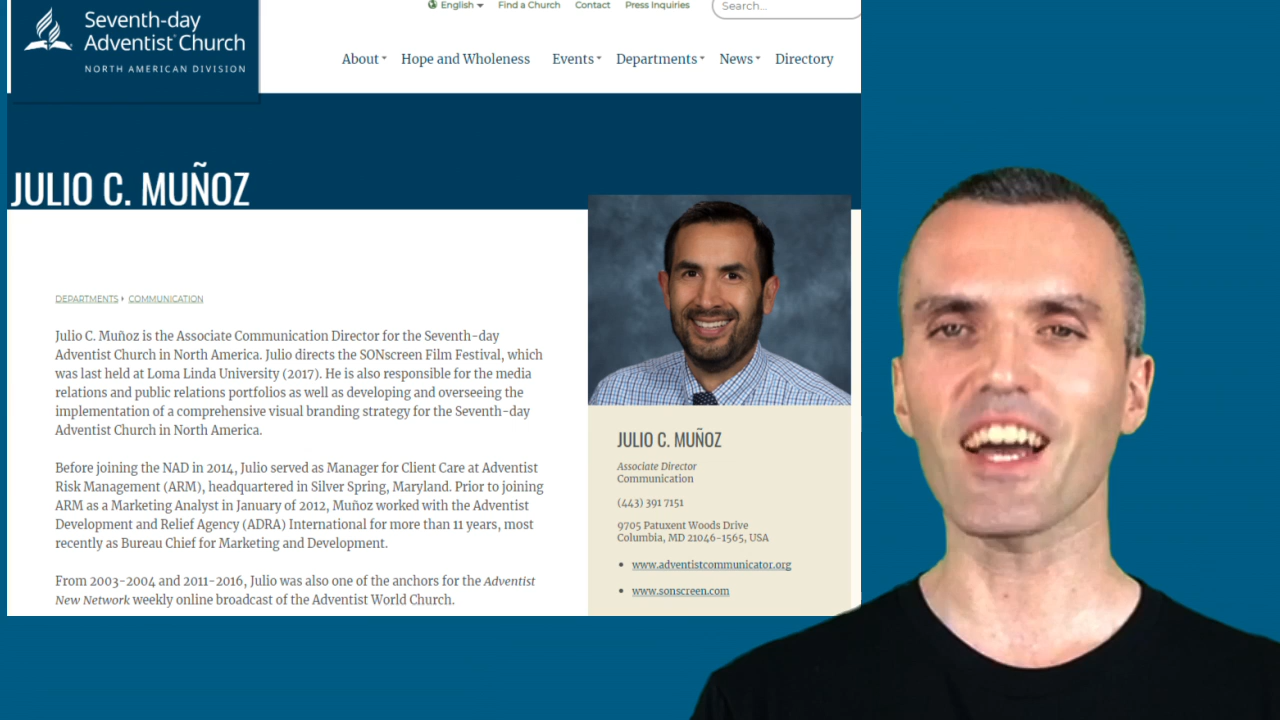 English
Find a Church
Contact
Press Inquiries
Search...
Seventh-day
Adventist Church
NORTH AMERICAN DIVISION
About
Hope and Wholeness
Events
Departments
News
Directory
JULIO C. MUÑOZ
DEPARTMENTS
COMMUNICATION
Julio C. Muñoz is the Associate Communication Director for the Seventh-day
Adventist Church in North America. Julio directs the SONscreen Film Festival, which
was last held at Loma Linda University (2017). He is also responsible for the media
relations and public relations portfolios as well as developing and overseeing the
implementation of a comprehensive visual branding strategy for the Seventh-day
Adventist Church in North America.
Before joining the NAD in 2014, Julio served as Manager for Client Care at Adventist
Risk Management (ARM), headquartered in Silver Spring, Maryland. Prior to joining
ARM as a Marketing Analyst in January of 2012, Muñoz worked with the Adventist
Development and Relief Agency (ADRA) International for more than 11 years, most
recently as Bureau Chief for Marketing and Development.
From 2003-2004 and 2011-2016, Julio was also one of the anchors for the Adventist
New Network weekly online broadcast of the Adventist World Church.
JULIO C. MUÑOZ
Associate Director
Communication
(443) 391 7151
9705 Patuxent Woods Drive
Columbia, MD 21046-1565, USA
www.adventistcommunicator.org
www.sonscreen.com